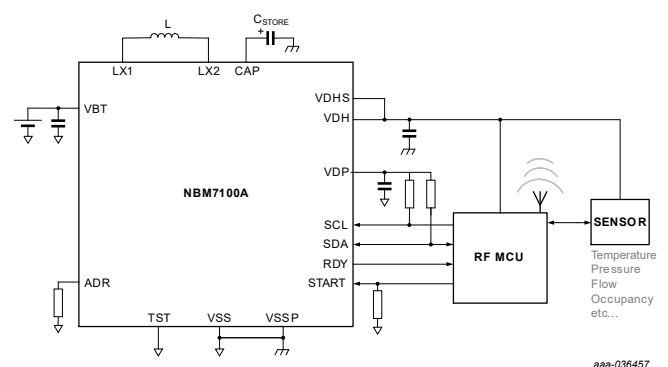 L
CSTORE
+
LX1
LX2
CAP
VBT
VDHS
VDH
NBM7100A
VDP
SCL
SDA
RDY
START
ADR
TST
VSS
VSSP
RF MCU
SENSOR
Temperature
Pressure
Flow
Occupancy
etc...
aaa-036457